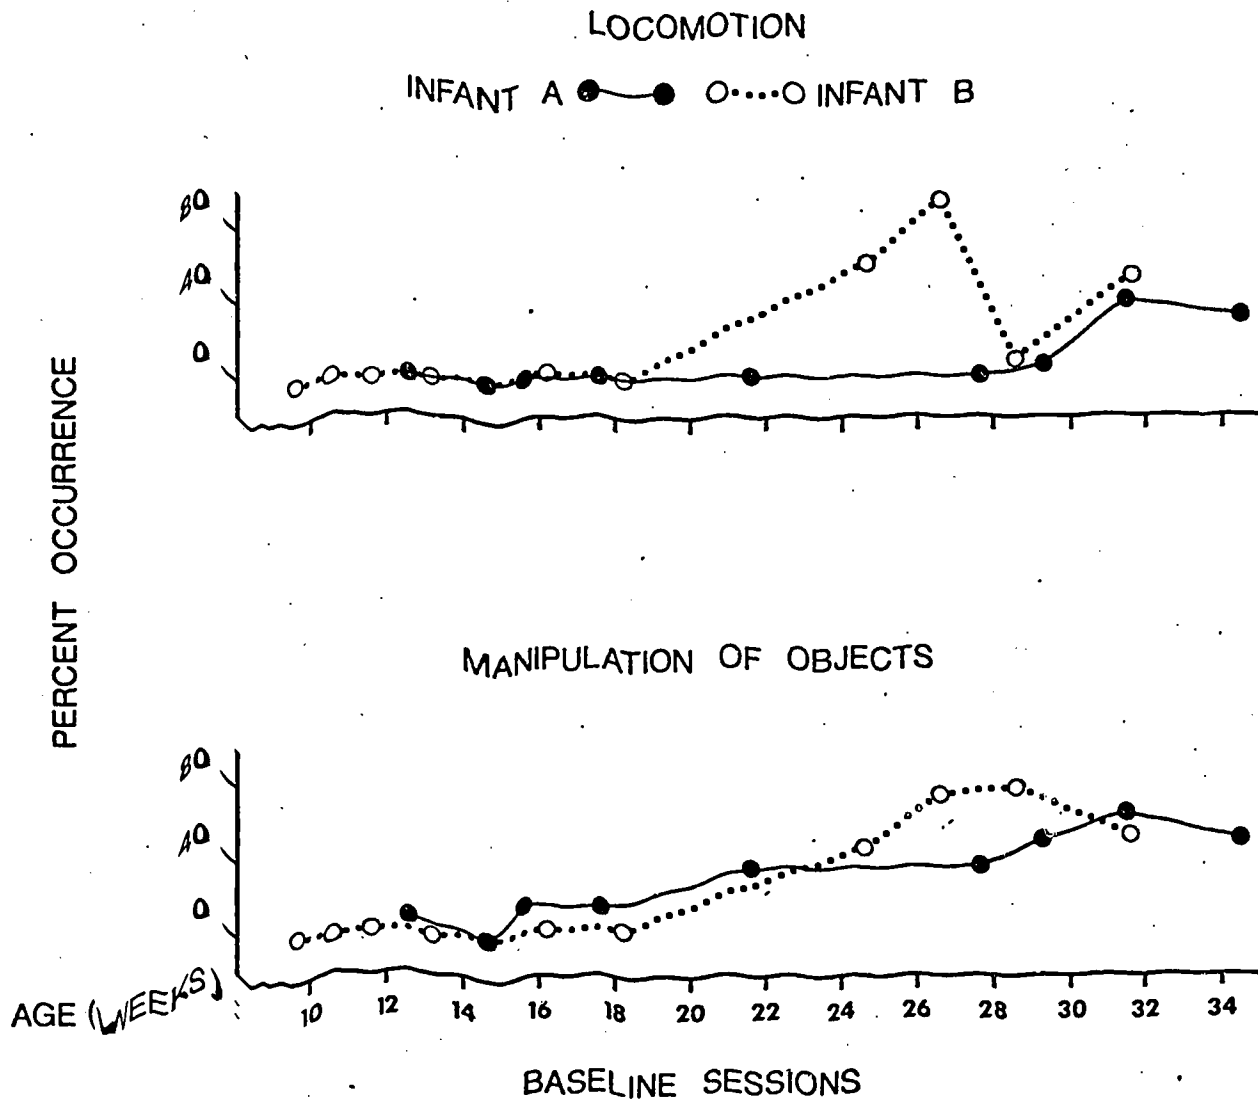 LOCOMOTION
INFANT A INFANT B
80
40
0
PERCENT OCCURRENCE
MANIPULATION OF OBJECTS
80
40
0
AGE (WEEKS)
10 12 14 16 18 20 22 24 26 28 30 32 34
BASELINE SESSIONS